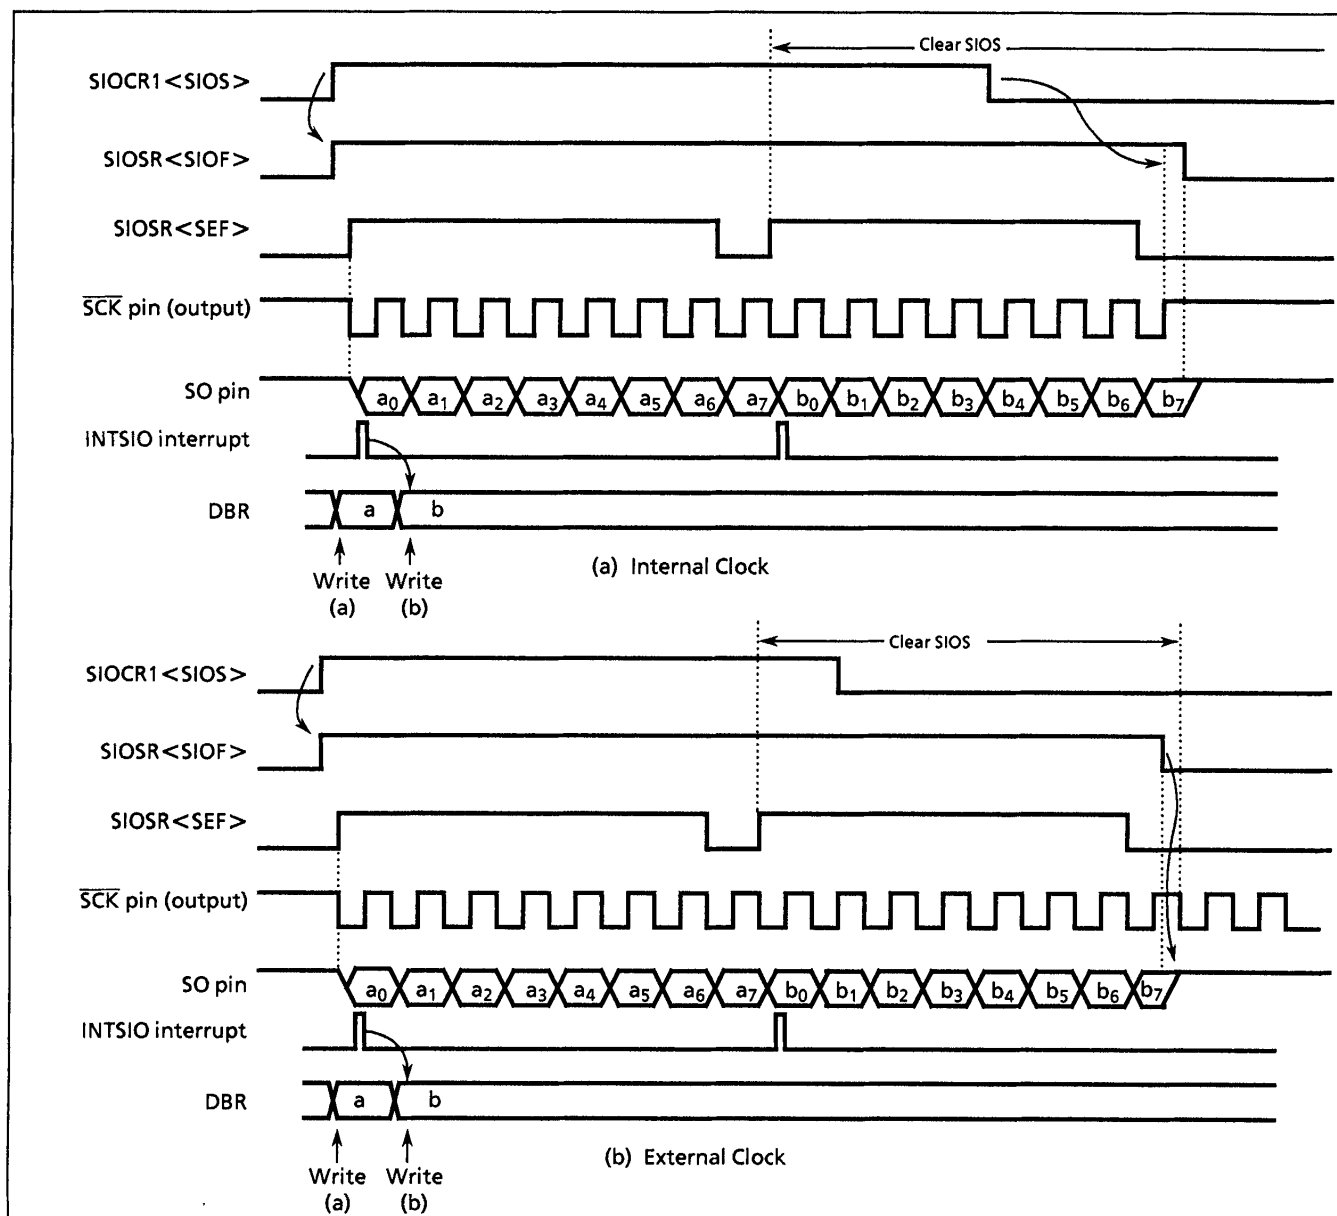 Clear SIOS
SIOCR1<SIOS>
SIOSR<SIOF>
SIOSR<SEF>
SCK pin (output)
SO pin a0 a1 a2 a3 a4 a5 a6 a7 b0 b1 b2 b3 b4 b5 b6 b7
INTSIO interrupt
DBR a b
Write Write
(a) (b)
(a) Internal Clock
Clear SIOS
SIOCR1<SIOS>
SIOSR<SIOF>
SIOSR<SEF>
SCK pin (output)
SO pin a0 a1 a2 a3 a4 a5 a6 a7 b0 b1 b2 b3 b4 b5 b6 b7
INTSIO interrupt
DBR a b
Write Write
(a) (b)
(b) External Clock